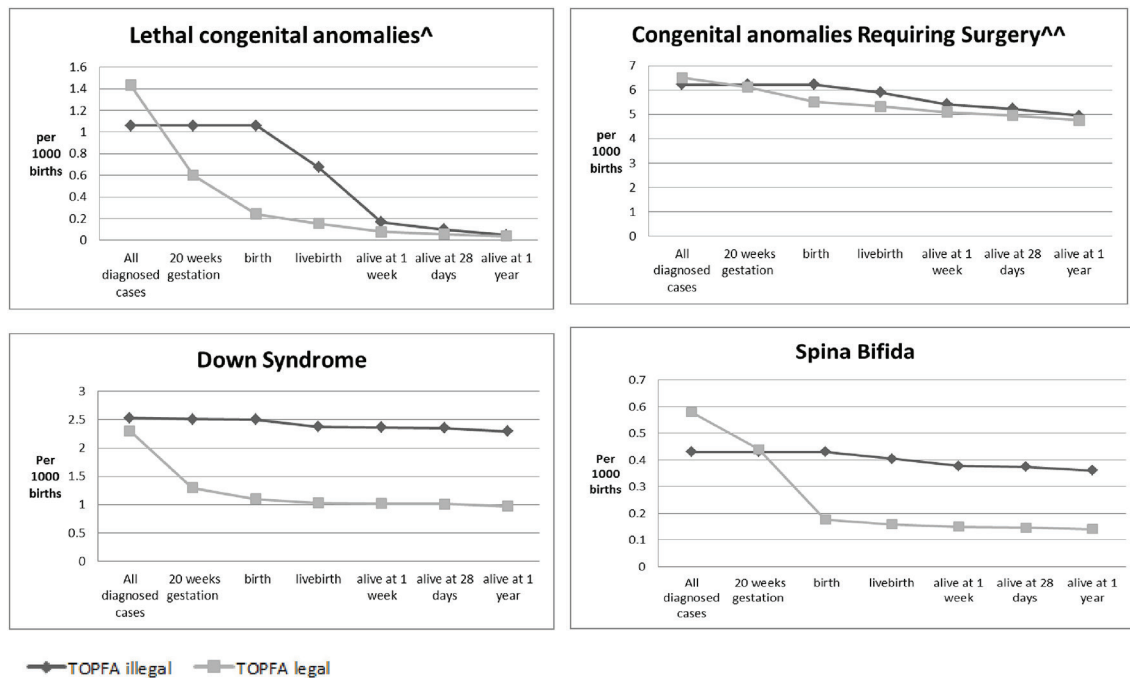 Lethal congenital anomalies^
1.6
1.4
1.2
1
0.8
0.6
0.4
0.2
0
per
1000
births
All
diagnosed
cases
20 weeks
gestation
birth
livebirth
alive at 1
week
alive at 28
days
alive at 1
year
Congenital anomalies Requiring Surgery^^
7
6
5
4
3
2
1
0
per
1000
births
All
diagnosed
cases
20 weeks
gestation
birth
livebirth
alive at 1
week
alive at 28
days
alive at 1
year
Down Syndrome
3
2.5
2
1.5
1
0.5
0
Per
1000
births
All
diagnosed
cases
20 weeks
gestation
birth
livebirth
alive at 1
week
alive at 28
days
alive at 1
year
Spina Bifida
0.7
0.6
0.5
0.4
0.3
0.2
0.1
0
Per
1000
births
All
diagnosed
cases
20 weeks
gestation
birth
livebirth
alive at 1
week
alive at 28
days
alive at 1
year
TOPFA illegal
TOPFA legal